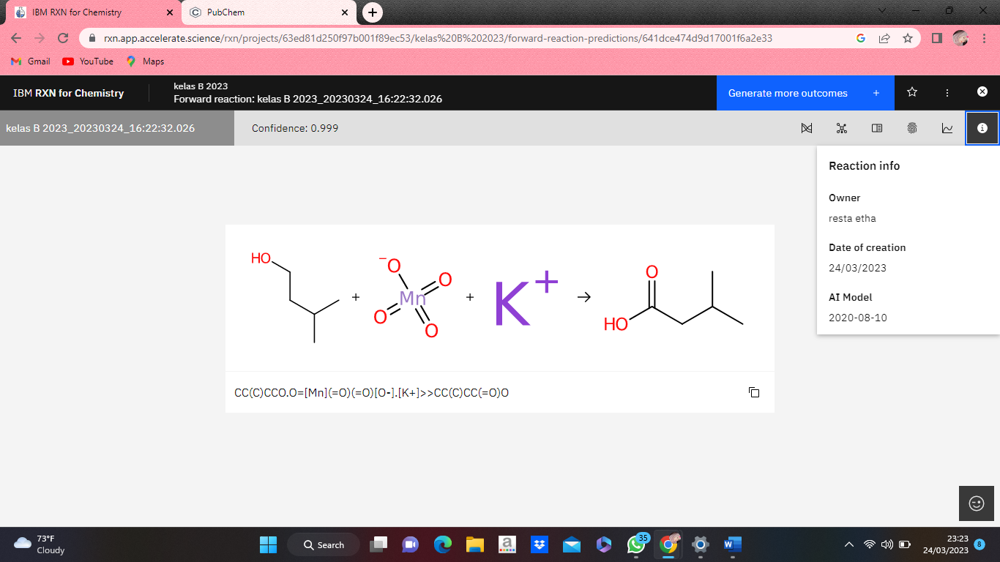 IBM RXN for Chemistry
PubChem
rxn.app.accelerate.science/rxn/projects/63ed81d250f97b001f89ec53/kelas%20B%202023/forward-reaction-predictions/641dce474d9d17001f6a2e33
Gmail
YouTube
Maps
IBM RXN for Chemistry
kelas B 2023
Forward reaction: kelas B 2023_20230324_16:22:32.026
Generate more outcomes +
kelas B 2023_20230324_16:22:32.026
Confidence: 0.999
Reaction info
Owner
resta etha
Date of creation
24/03/2023
AI Model
2020-08-10
HO
+
−O
O
Mn
O
O
+
K+
→
O
HO
CC(C)CCO.O=[Mn](=O)(=O)[O-].[K+]>>CC(C)CC(=O)O
73°F
Cloudy
Search
a
35
W
23:23
24/03/2023
8